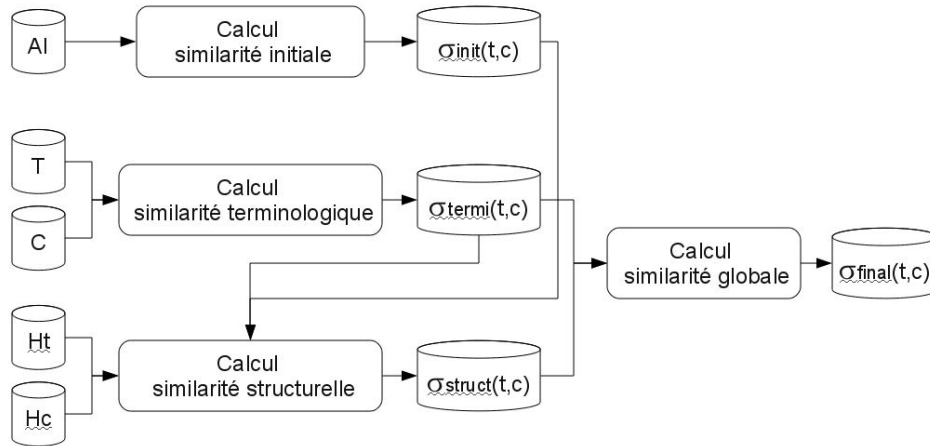 AI
Calcul
similarité initiale
σinit(t,c)
T
C
Calcul
similarité terminologique
σtermi(t,c)
Calcul
similarité globale
σfinal(t,c)
Ht
Hc
Calcul
similarité structurelle
σstruct(t,c)